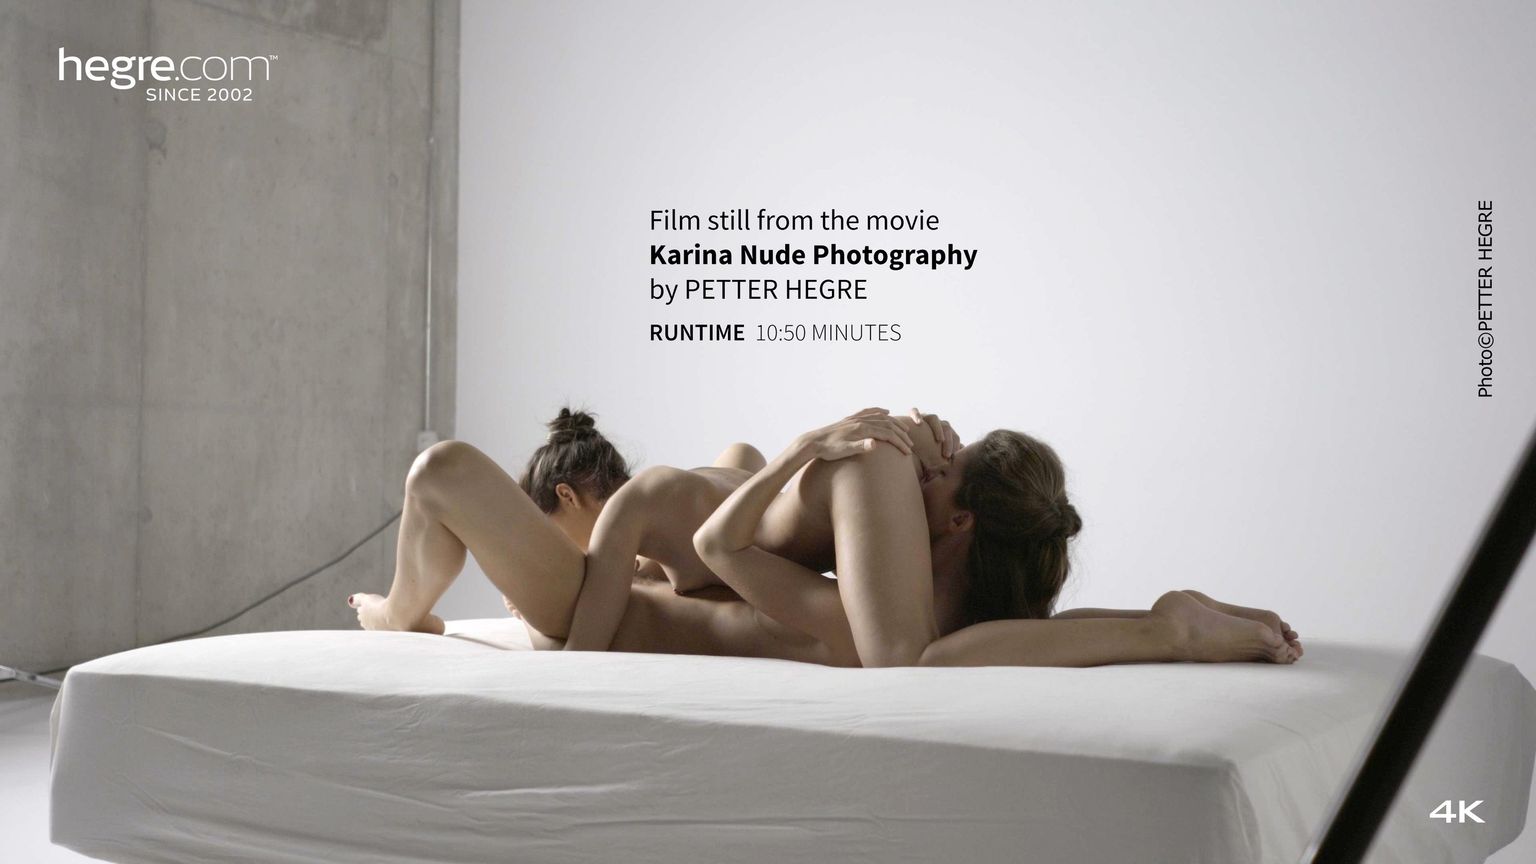 hegre.com™
SINCE 2002
Film still from the movie
Karina Nude Photography
by PETTER HEGRE
RUNTIME 10:50 MINUTES
Photo©PETTER HEGRE
4K